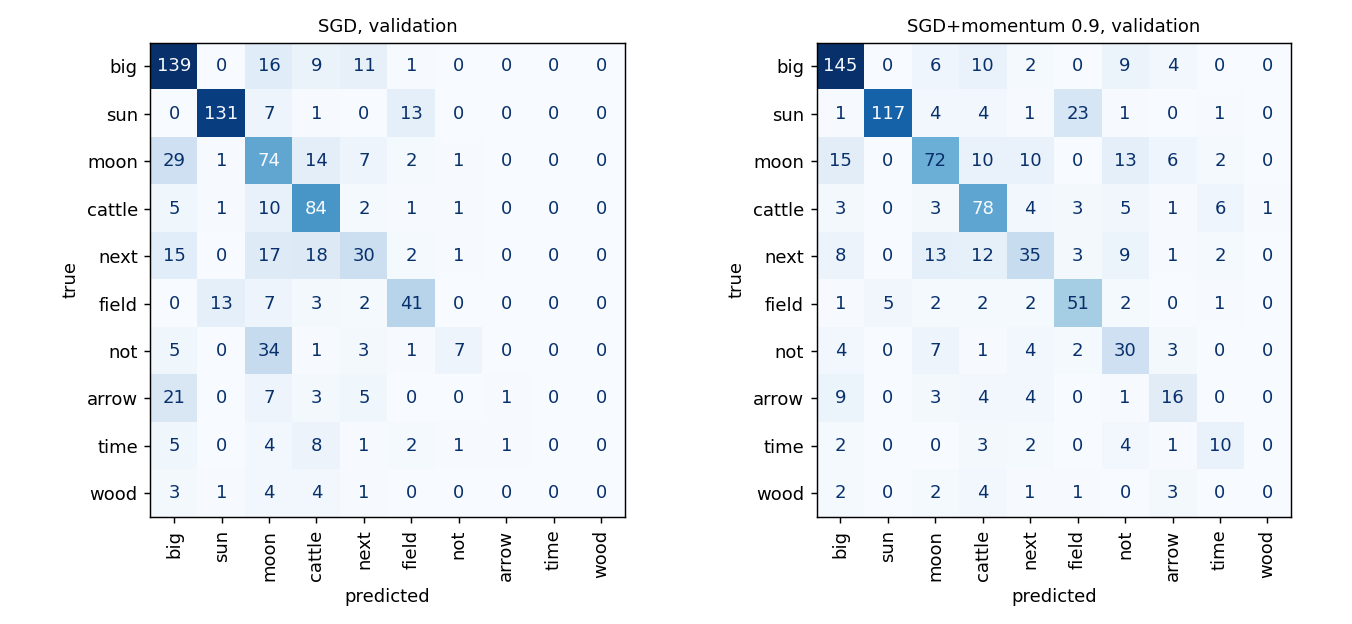 SGD, validation
big 139 0 16 9 11 1 0 0 0 0
sun 0 131 7 1 0 13 0 0 0 0
moon 29 1 74 14 7 2 1 0 0 0
cattle 5 1 10 84 2 1 1 0 0 0
next 15 0 17 18 30 2 1 0 0 0
field 0 13 7 3 2 41 0 0 0 0
not 5 0 34 1 3 1 7 0 0 0
arrow 21 0 7 3 5 0 0 1 0 0
time 5 0 4 8 1 2 1 1 0 0
wood 3 1 4 4 1 0 0 0 0 0
true
big sun moon cattle next field not arrow time wood
predicted
SGD+momentum 0.9, validation
big 145 0 6 10 2 0 9 4 0 0
sun 1 117 4 4 1 23 1 0 1 0
moon 15 0 72 10 10 0 13 6 2 0
cattle 3 0 3 78 4 3 5 1 6 1
next 8 0 13 12 35 3 9 1 2 0
field 1 5 2 2 2 51 2 0 1 0
not 4 0 7 1 4 2 30 3 0 0
arrow 9 0 3 4 4 0 1 16 0 0
time 2 0 0 3 2 0 4 1 10 0
wood 2 0 2 4 1 1 0 3 0 0
true
big sun moon cattle next field not arrow time wood
predicted